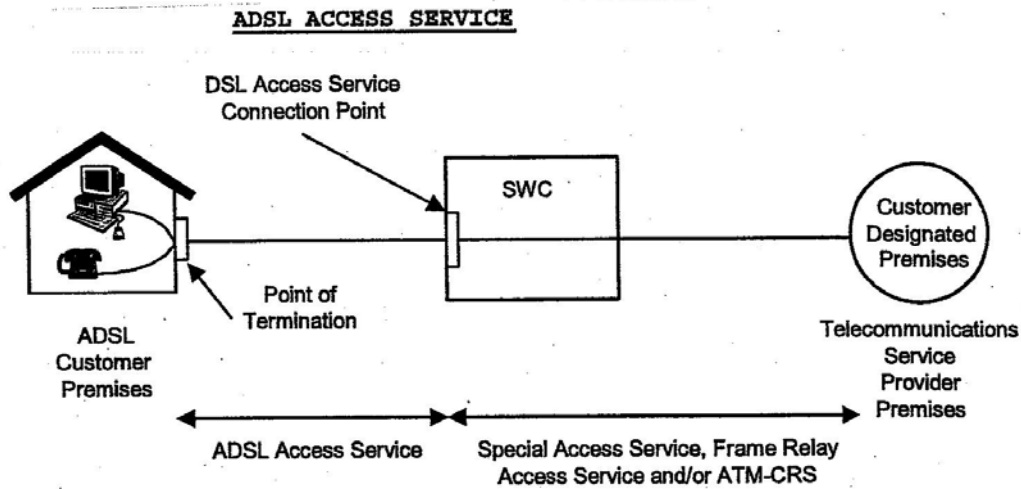 ADSL ACCESS SERVICE
DSL Access Service
Connection Point
SWC
Customer
Designated
Premises
Point of
Termination
ADSL
Customer
Premises
Telecommunications
Service
Provider
Premises
ADSL Access Service
Special Access Service, Frame Relay
Access Service and/or ATM-CRS